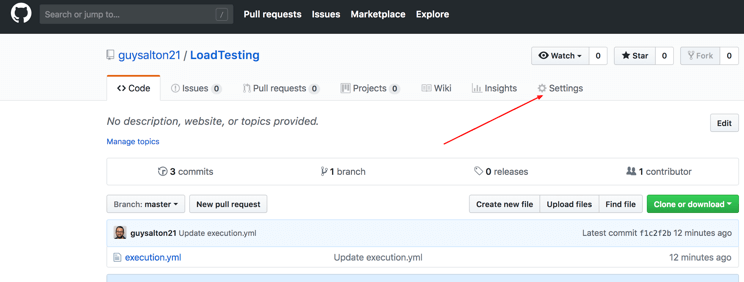 Search or jump to... / Pull requests Issues Marketplace Explore
guysalton21 / LoadTesting Watch 0 Star 0 Fork 0
Code Issues 0 Pull requests 0 Projects 0 Wiki Insights Settings
No description, website, or topics provided. Edit
Manage topics
3 commits 1 branch 0 releases 1 contributor
Branch: master New pull request Create new file Upload files Find file Clone or download
guysalton21 Update execution.yml Latest commit f1c2f2b 12 minutes ago
execution.yml Update execution.yml 12 minutes ago